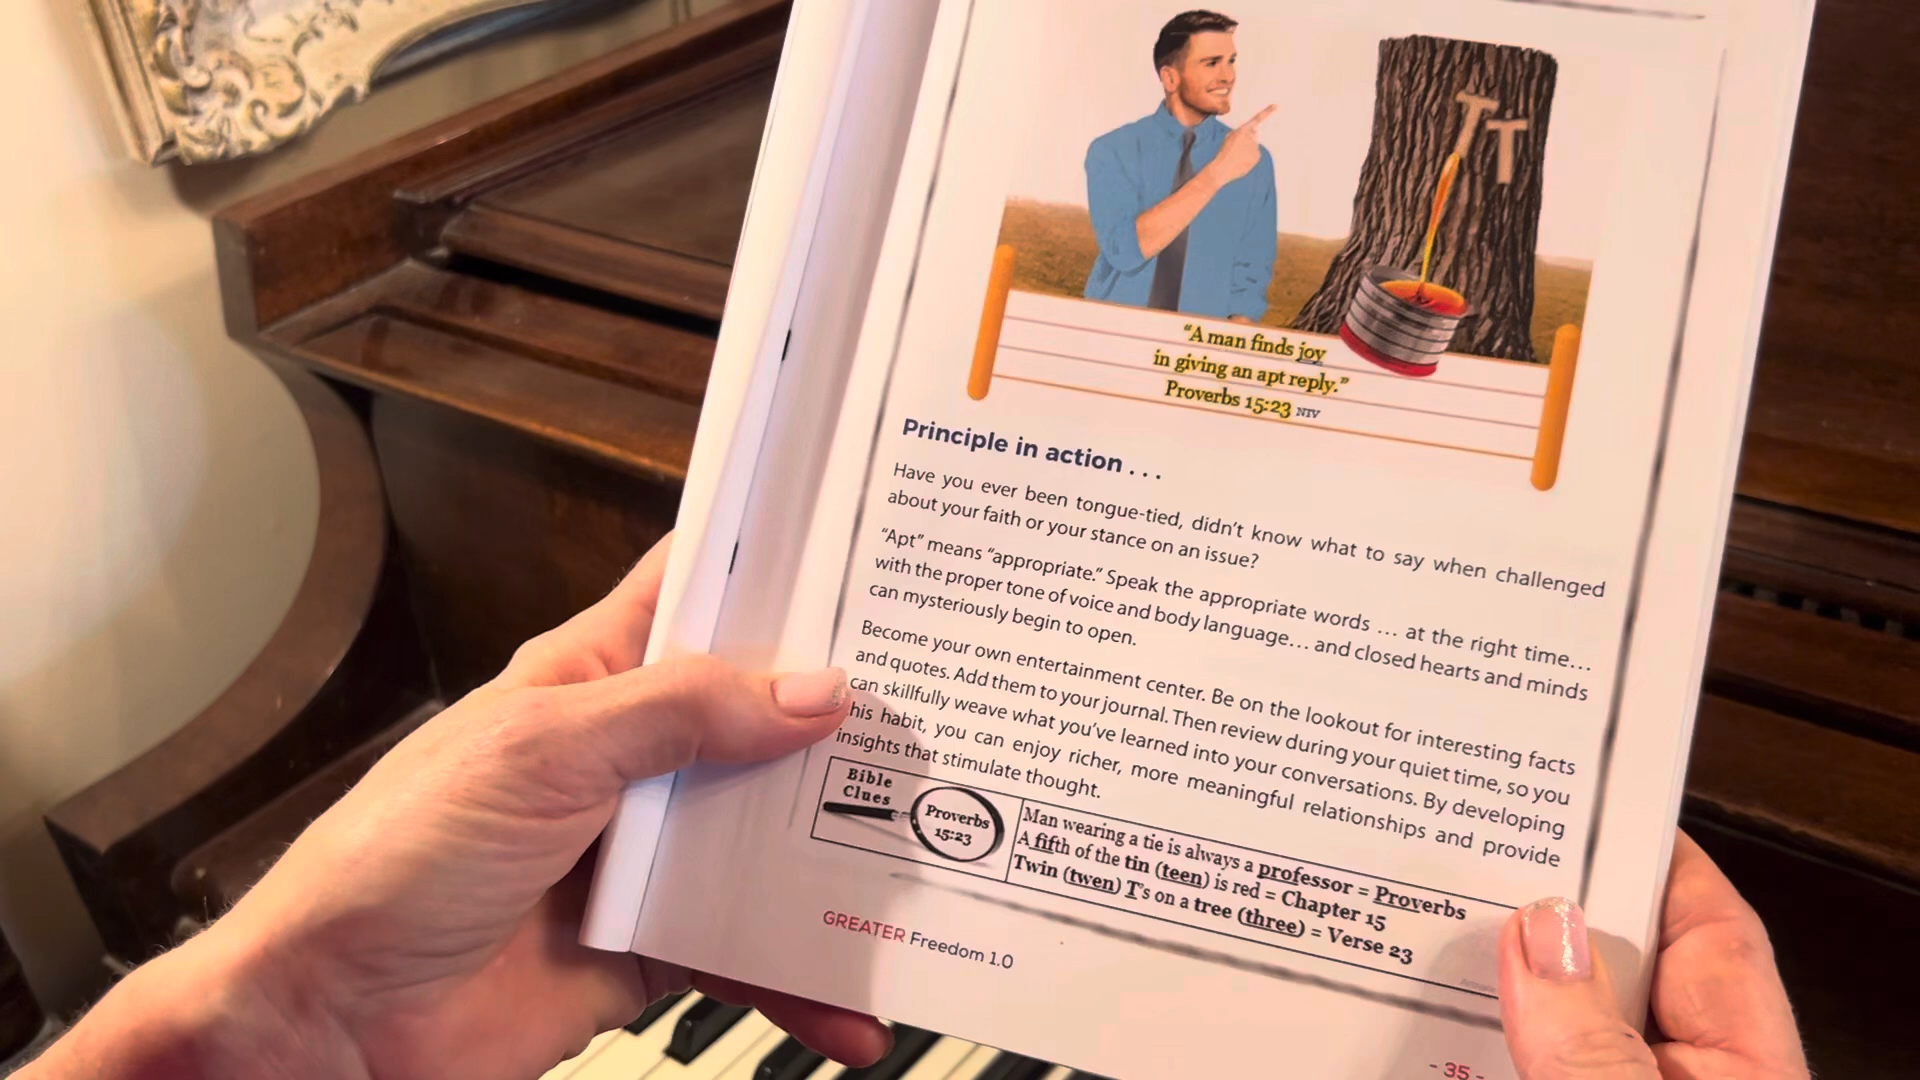 T
T
“A man finds joy
in giving an apt reply.”
Proverbs 15:23 NIV
Principle in action . . .
Have you ever been tongue-tied, didn't know what to say when challenged
about your faith or your stance on an issue?
“Apt” means “appropriate.” Speak the appropriate words ... at the right time...
with the proper tone of voice and body language... and closed hearts and minds
can mysteriously begin to open.
Become your own entertainment center. Be on the lookout for interesting facts
and quotes. Add them to your journal. Then review during your quiet time, so you
can skillfully weave what you've learned into your conversations. By developing
his habit, you can enjoy richer, more meaningful relationships and provide
insights that stimulate thought.
Bible
Clues
Proverbs
15:23
Man wearing a tie is always a professor = Proverbs
A fifth of the tin (teen) is red = Chapter 15
Twin (twen) T's on a tree (three) = Verse 23
GREATER Freedom 1.0
- 35 -